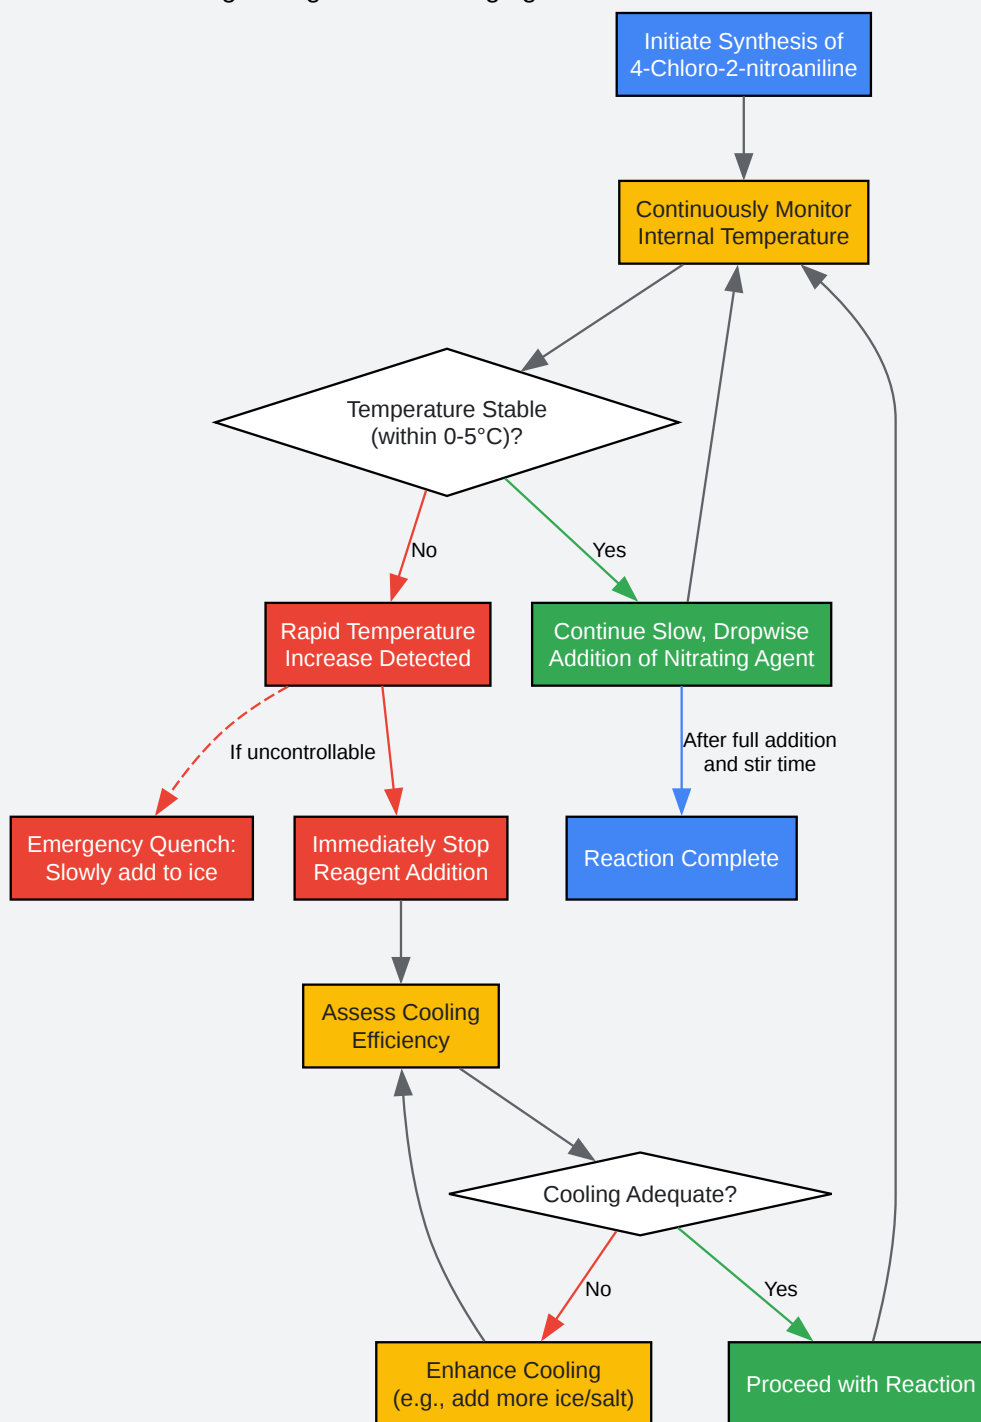 Initiate Synthesis of
4-Chloro-2-nitroaniline
Continuously Monitor
Internal Temperature
Temperature Stable
(within 0-5°C)?
No
Yes
Rapid Temperature
Increase Detected
Continue Slow, Dropwise
Addition of Nitrating Agent
If uncontrollable
After full addition
and stir time
Emergency Quench:
Slowly add to ice
Immediately Stop
Reagent Addition
Reaction Complete
Assess Cooling
Efficiency
Cooling Adequate?
No
Yes
Enhance Cooling
(e.g., add more ice/salt)
Proceed with Reaction